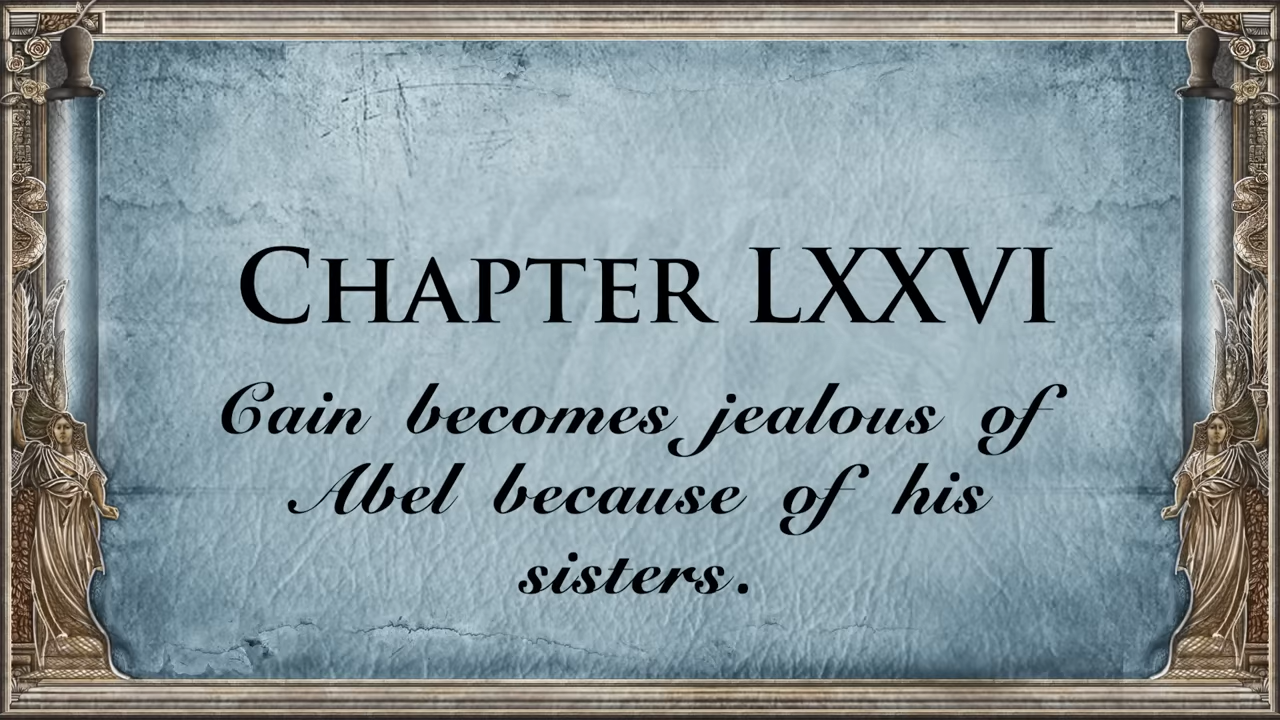 Chapter LXXVI
Cain becomes jealous of
Abel because of his
sisters.